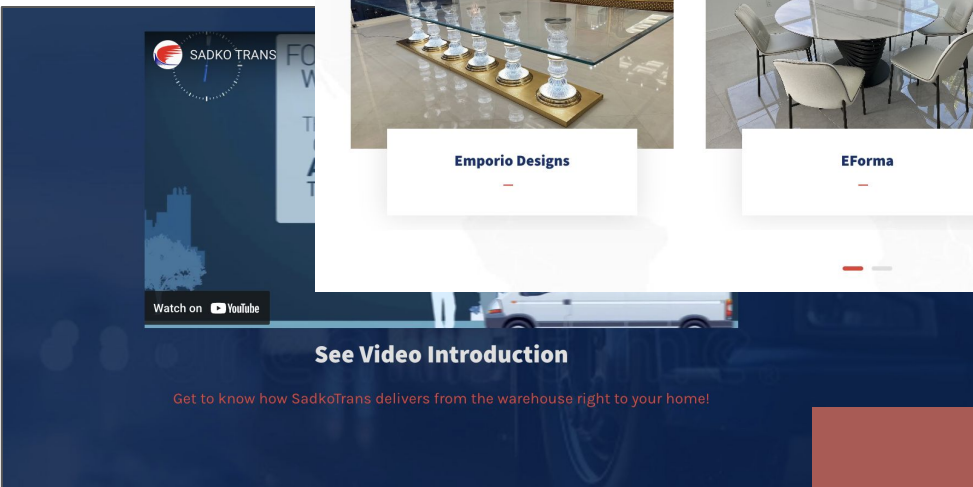 SADKO TRANS
FO
W
T
A
T
Emporio Designs
EForma
Watch on YouTube
See Video Introduction
Get to know how SadkoTrans delivers from the warehouse right to your home!